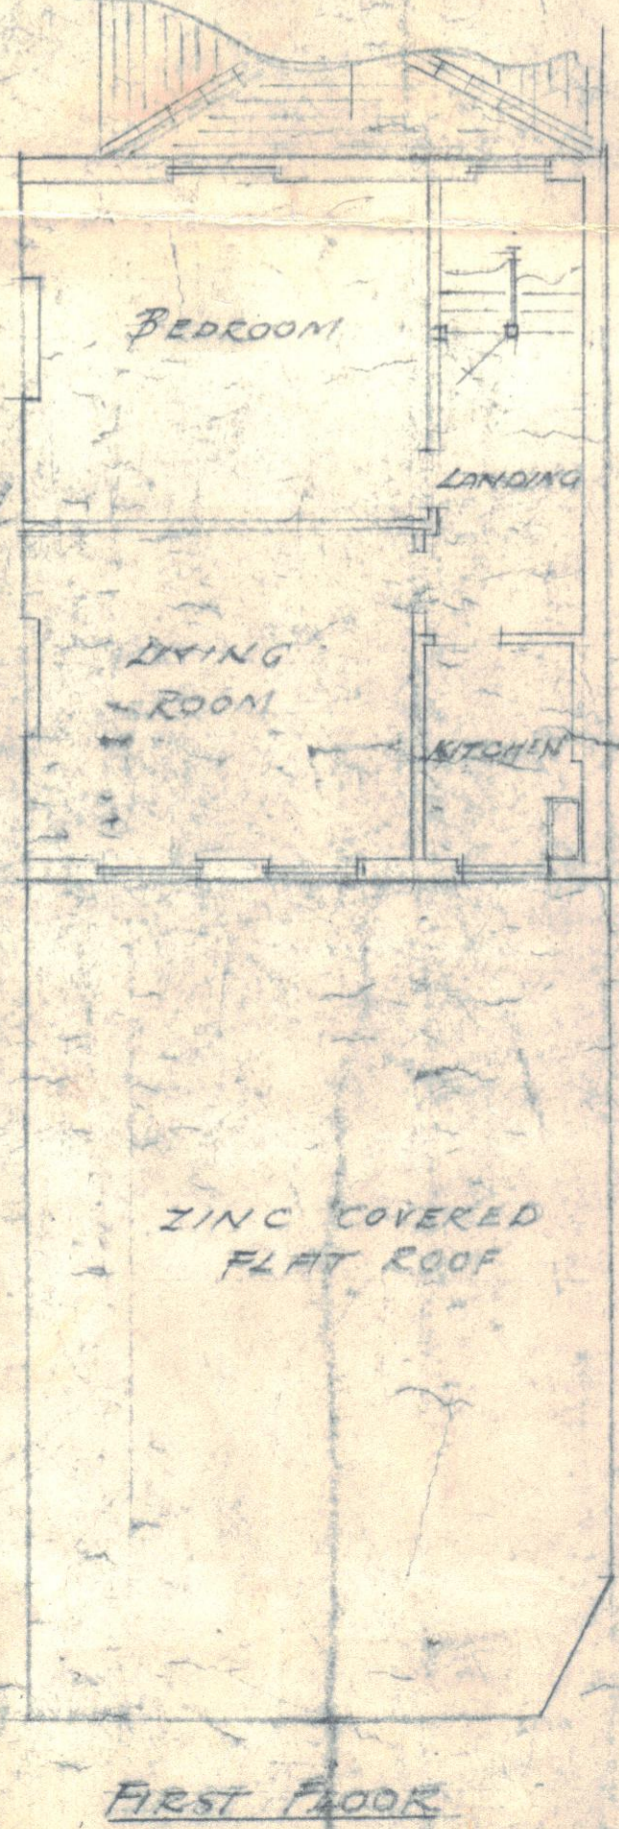 BEDROOM
LANDING
LIVING
ROOM
KITCHEN
ZINC COVERED
FLAT ROOF
FIRST FLOOR